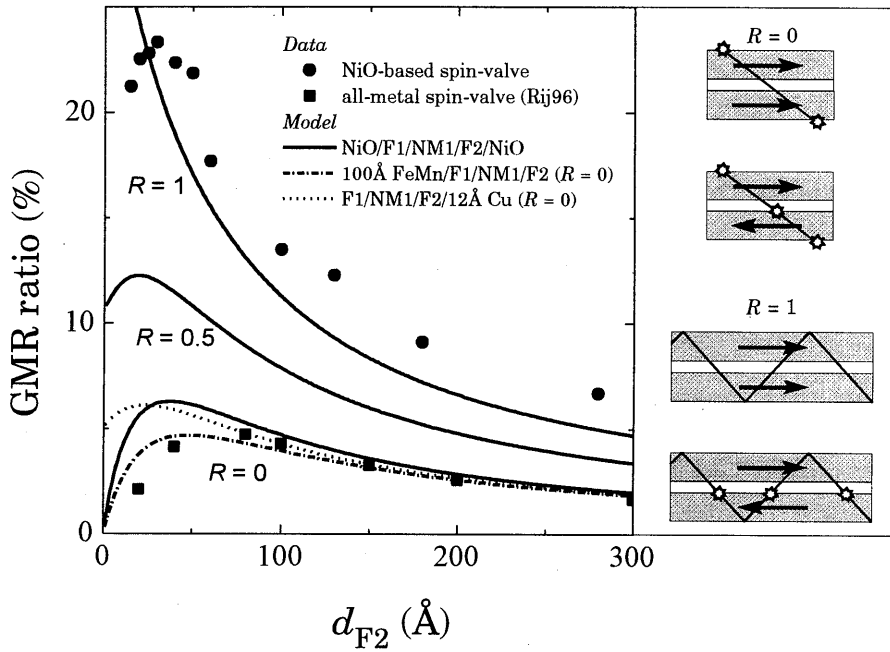 GMR ratio (%)
20
10
0
0
100
200
300
d_F2 (Å)
Data
NiO-based spin-valve
all-metal spin-valve (Rij96)
Model
NiO/F1/NM1/F2/NiO
100Å FeMn/F1/NM1/F2 (R = 0)
F1/NM1/F2/12Å Cu (R = 0)
R = 1
R = 0.5
R = 0
R = 0
R = 1